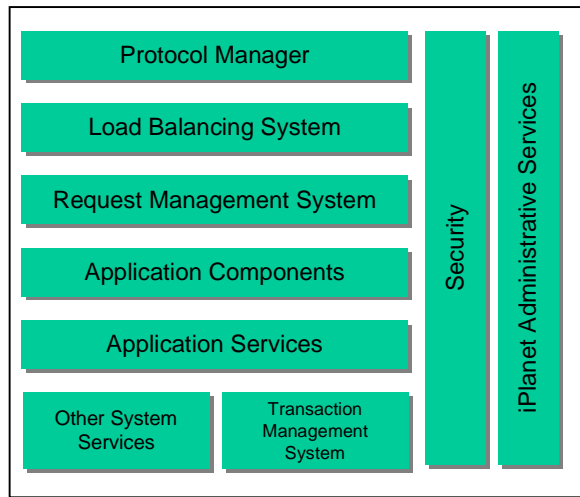 Protocol Manager
Load Balancing System
Request Management System
Application Components
Application Services
Other System
Services
Transaction
Management
System
Security
iPlanet Administrative Services